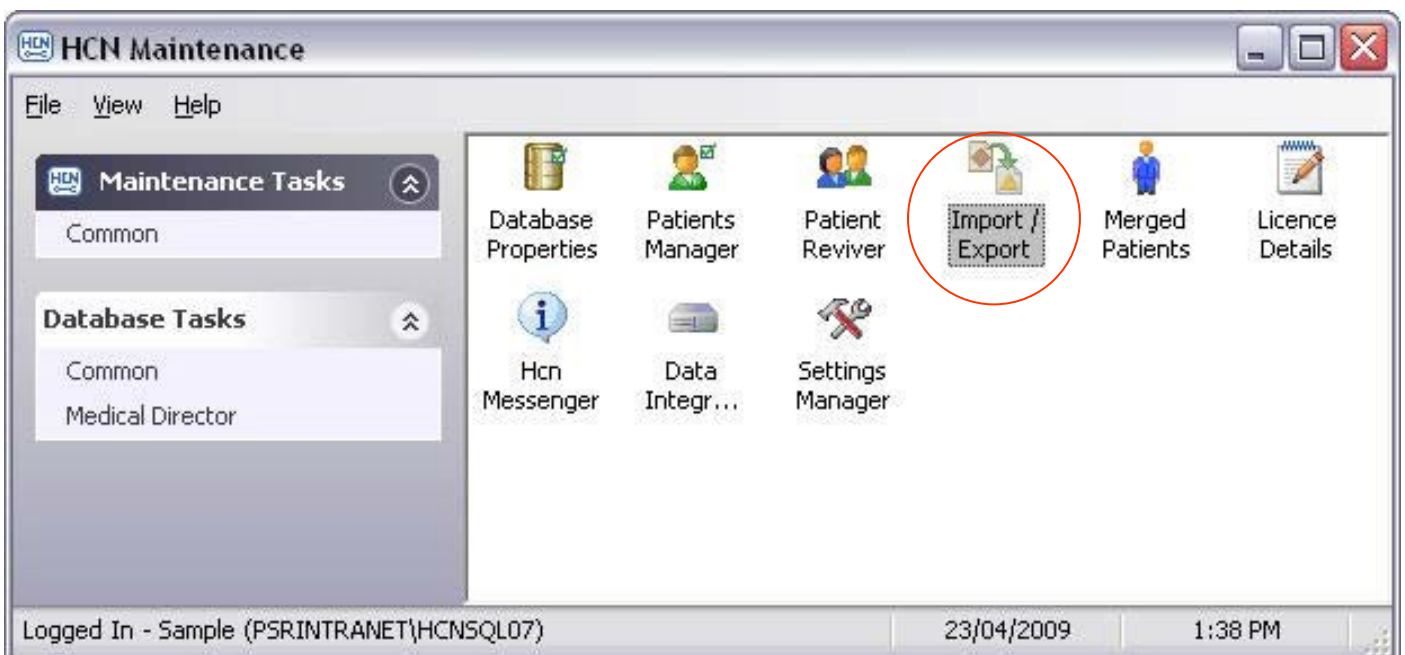 HCN HCN Maintenance
File View Help
HCN Maintenance Tasks
Common
Database Tasks
Common
Medical Director
Database
Properties
Patients
Manager
Patient
Reviver
Import /
Export
Merged
Patients
Licence
Details
Hcn
Messenger
Data
Integr...
Settings
Manager
Logged In - Sample (PSRINTRANET\HCNSQL07) 23/04/2009 1:38 PM